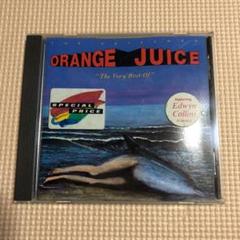 ORANGE JUICE
"The Very Best Of"
SPECIAL
PRICE
featuring
Edwyn
Collins